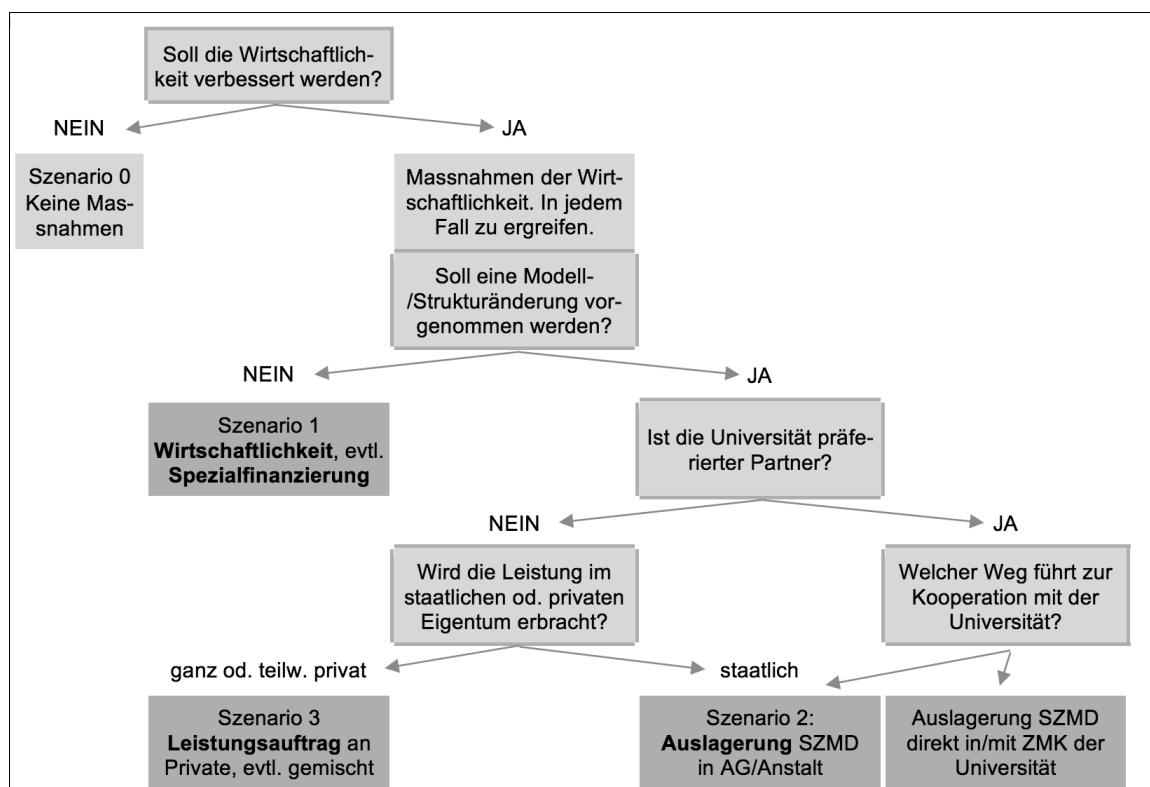 Soll die Wirtschaftlich-
keit verbessert werden?
NEIN
JA
Szenario 0
Keine Mas-
snahmen
Massnahmen der Wirt-
schaftlichkeit. In jedem
Fall zu ergreifen.
Soll eine Modell-
/Strukturänderung vor-
genommen werden?
NEIN
JA
Szenario 1
Wirtschaftlichkeit, evtl.
Spezialfinanzierung
Ist die Universität präfe-
rierter Partner?
NEIN
JA
Wird die Leistung im
staatlichen od. privaten
Eigentum erbracht?
Welcher Weg führt zur
Kooperation mit der
Universität?
ganz od. teilw. privat
staatlich
Szenario 3
Leistungsauftrag an
Private, evtl. gemischt
Szenario 2:
Auslagerung SZMD
in AG/Anstalt
Auslagerung SZMD
direkt in/mit ZMK der
Universität